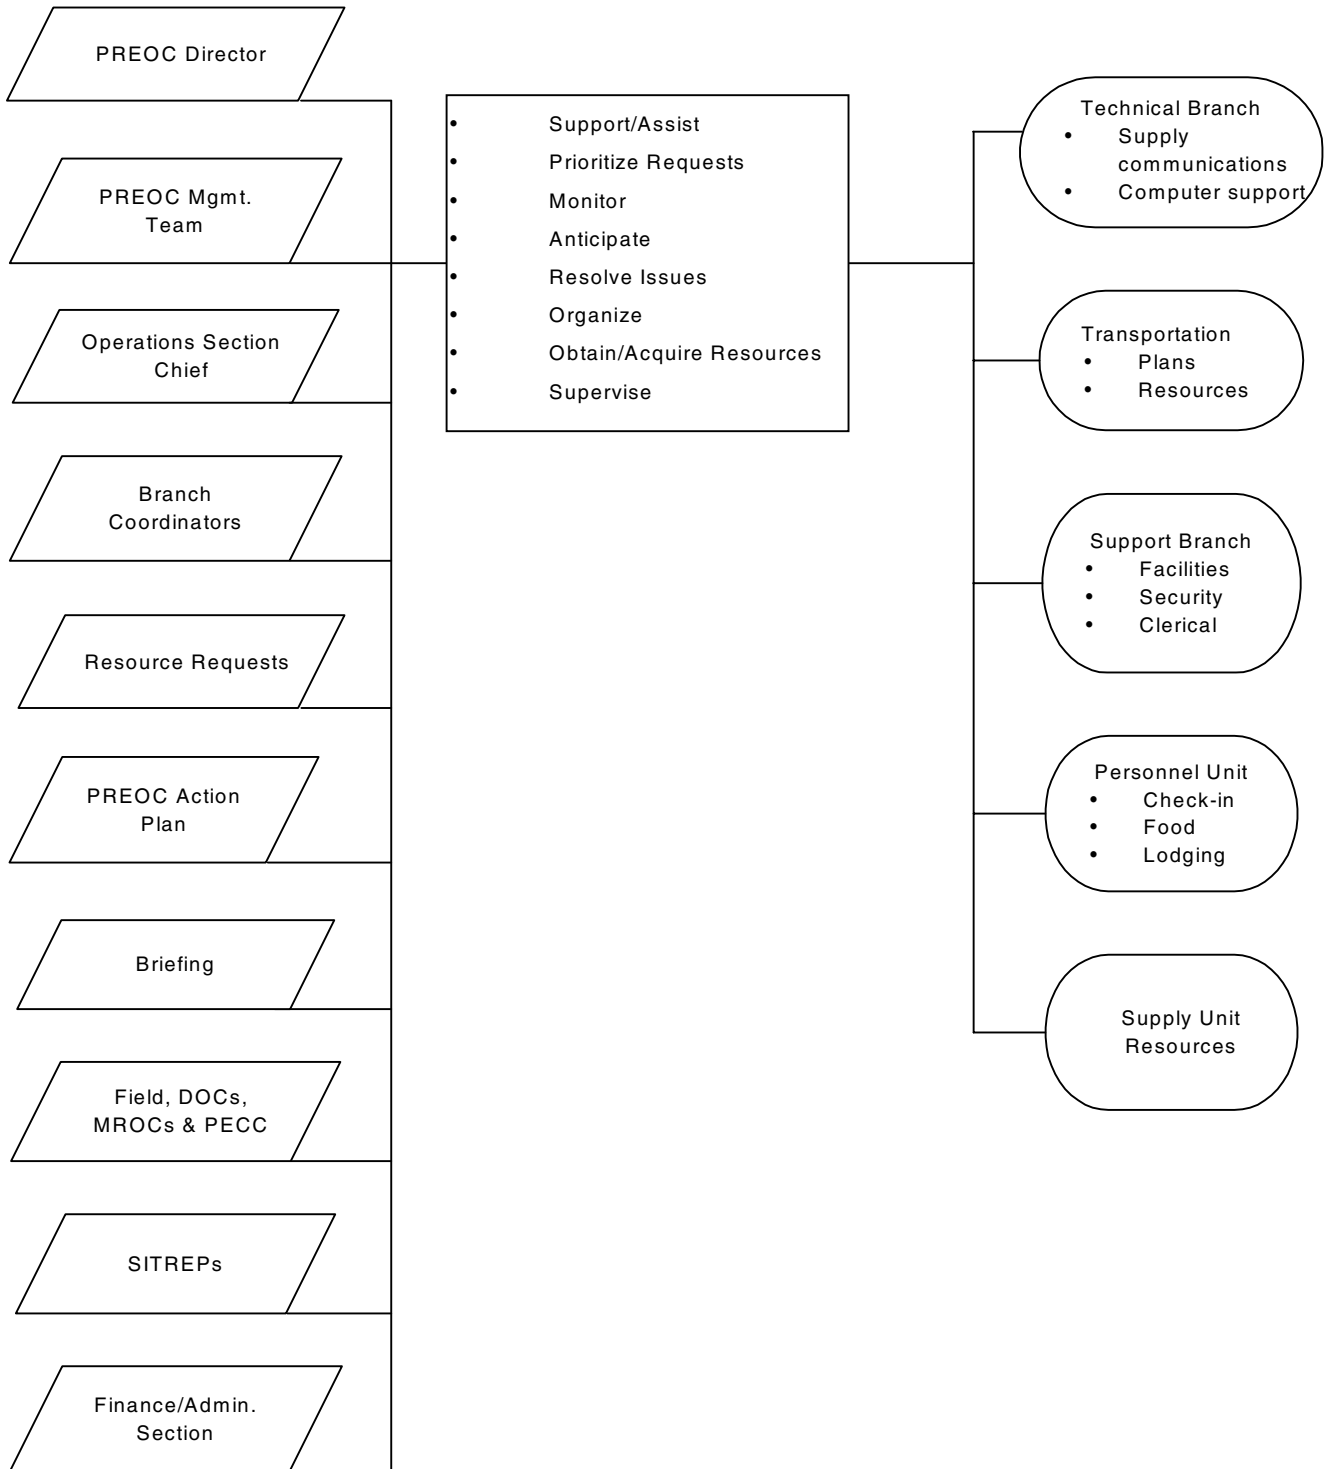 PREOC Director
PREOC Mgmt.
Team
Operations Section
Chief
Branch
Coordinators
Resource Requests
PREOC Action
Plan
Briefing
Field, DOCs,
MROCs & PECC
SITREPs
Finance/Admin.
Section
• Support/Assist
• Prioritize Requests
• Monitor
• Anticipate
• Resolve Issues
• Organize
• Obtain/Acquire Resources
• Supervise
Technical Branch
• Supply
communications
• Computer support
Transportation
• Plans
• Resources
Support Branch
• Facilities
• Security
• Clerical
Personnel Unit
• Check-in
• Food
• Lodging
Supply Unit
Resources